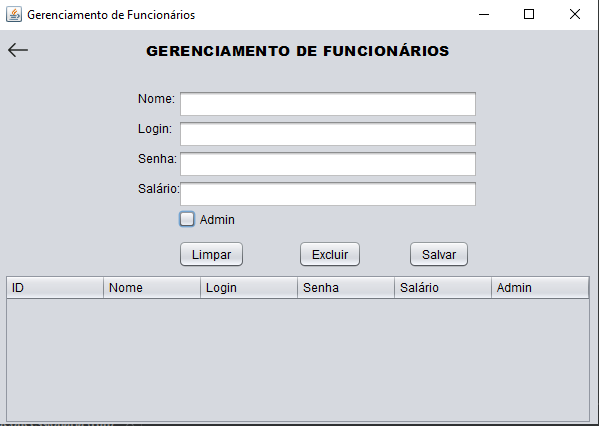 Gerenciamento de Funcionários
GERENCIAMENTO DE FUNCIONÁRIOS
Nome:
Login:
Senha:
Salário:
Admin
Limpar Excluir Salvar
ID Nome Login Senha Salário Admin